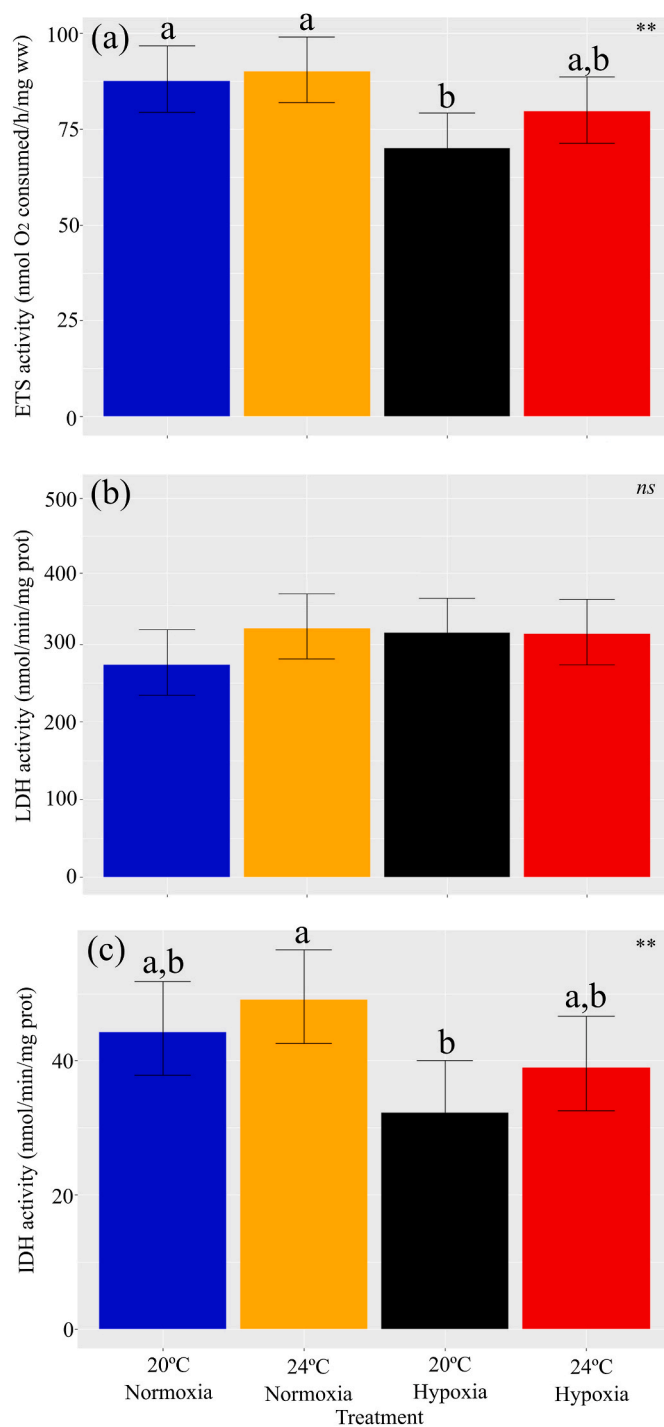 (a)
**
a
a
b
a,b
100
75
50
25
0
ETS activity (nmol O2 consumed/h/mg ww)
(b)
ns
500
400
300
200
100
0
LDH activity (nmol/min/mg prot)
(c)
**
a,b
a
b
a,b
40
20
0
IDH activity (nmol/min/mg prot)
20ºC 24ºC 20ºC 24ºC
Normoxia Normoxia Hypoxia Hypoxia
Treatment